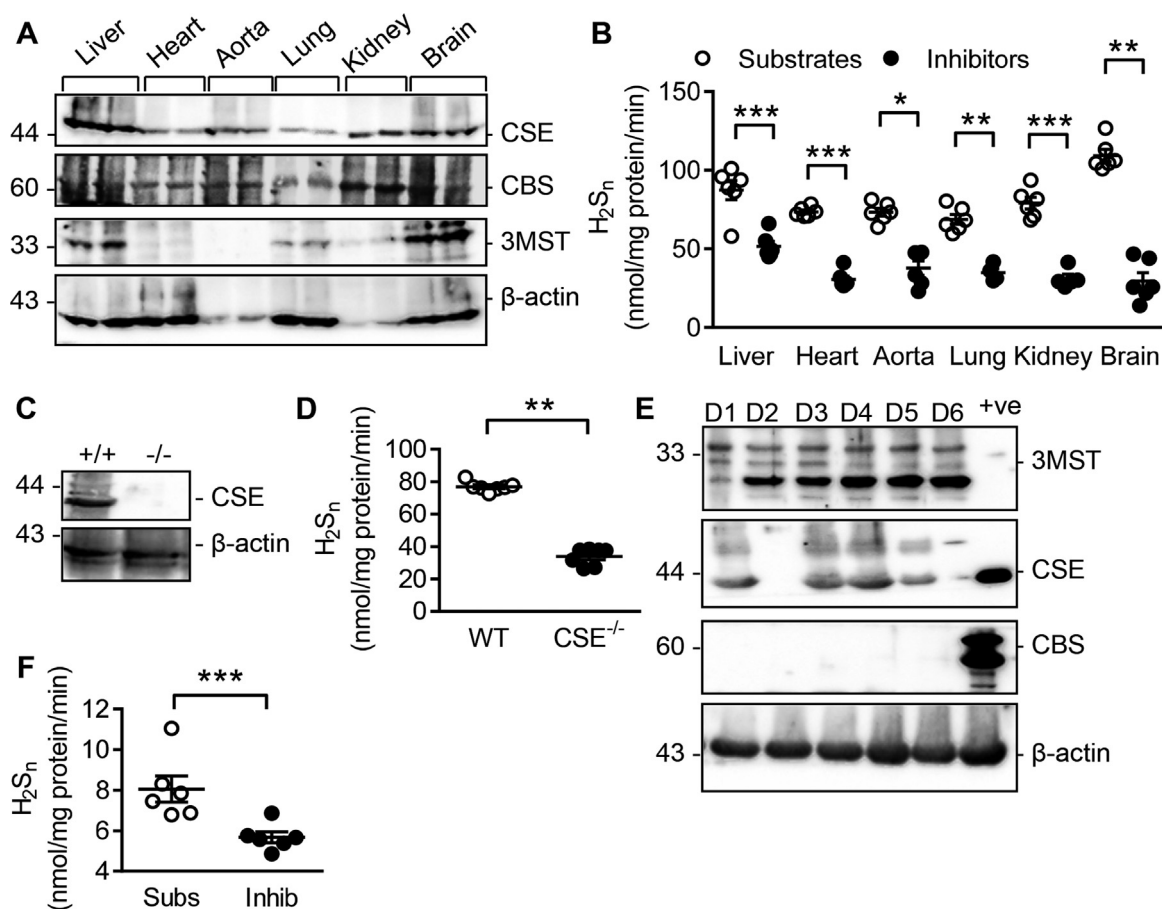 A
Liver Heart Aorta Lung Kidney Brain
44 CSE
60 CBS
33 3MST
43 β-actin
B
Substrates Inhibitors
*** *** * ** *** **
H₂Sₙ
(nmol/mg protein/min)
150
100
50
0
Liver Heart Aorta Lung Kidney Brain
C
+/+ -/-
44 - CSE
43 - β-actin
D
**
H₂Sₙ
(nmol/mg protein/min)
100
80
60
40
20
0
WT CSE⁻/⁻
E
D1 D2 D3 D4 D5 D6 +ve
33 3MST
44 CSE
60 CBS
43 β-actin
F
***
H₂Sₙ
(nmol/mg protein/min)
12
10
8
6
4
Subs Inhib